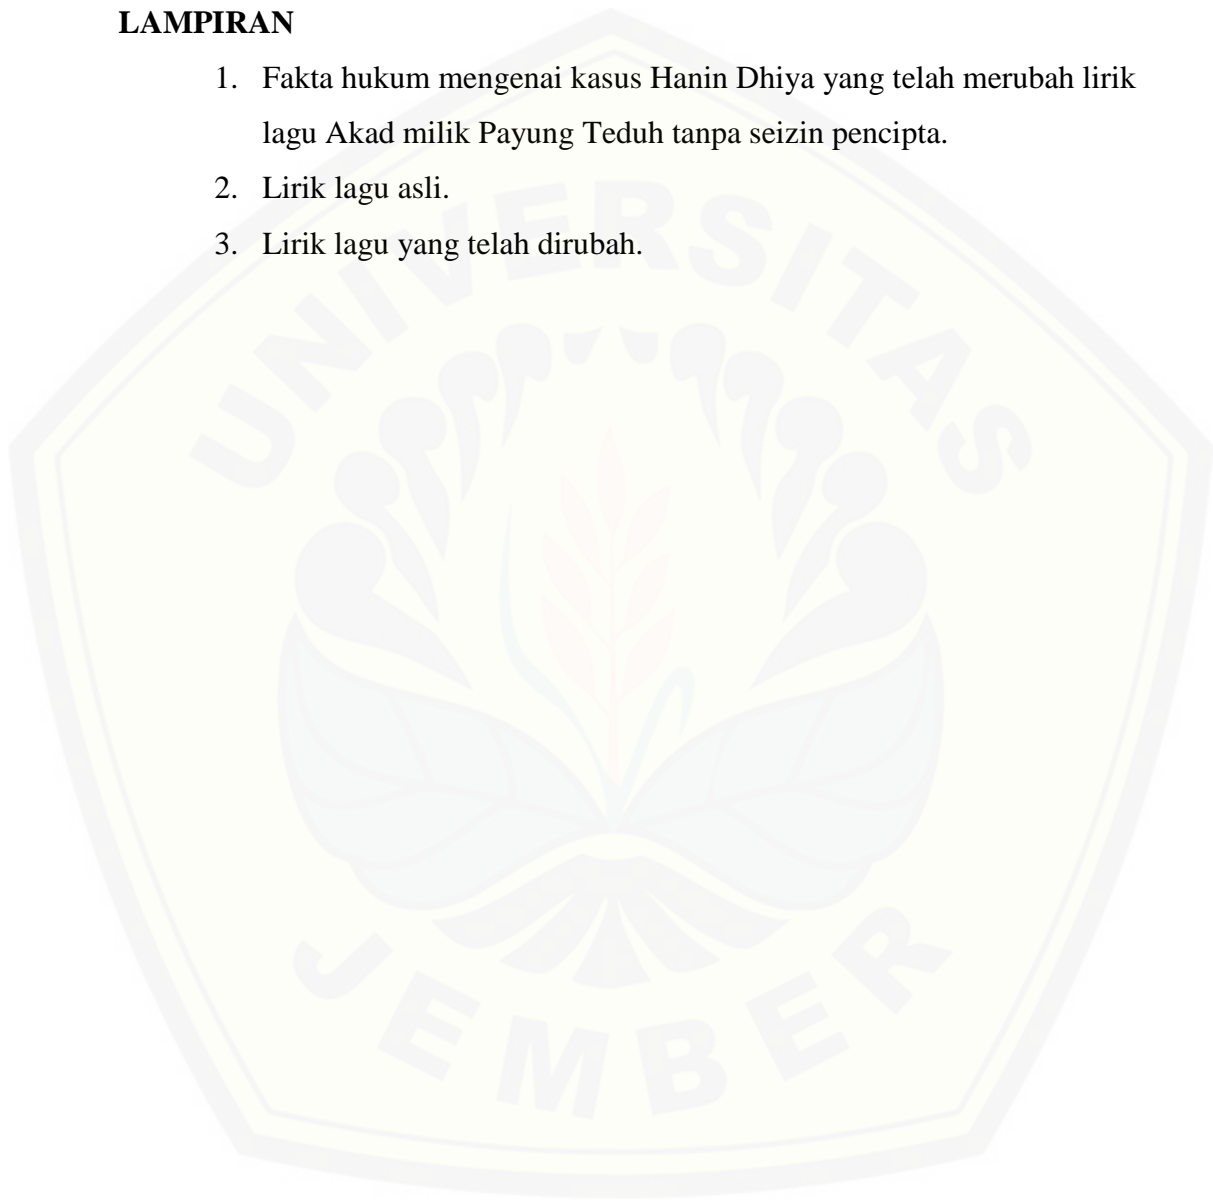 LAMPIRAN
1. Fakta hukum mengenai kasus Hanin Dhiya yang telah merubah lirik
lagu Akad milik Payung Teduh tanpa seizin pencipta.
2. Lirik lagu asli.
3. Lirik lagu yang telah dirubah.
UNIVERSITAS
JEMBER